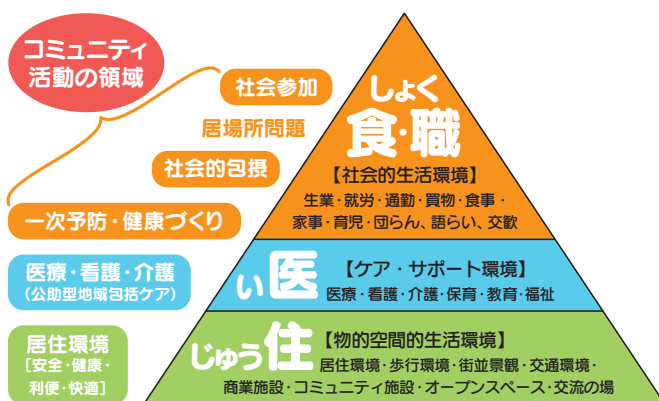 コミュニティ
活動の領域
社会参加
居場所問題
社会的包摂
一次予防・健康づくり
医療・看護・介護
（公助型地域包括ケア）
居住環境
［安全・健康・
利便・快適］
しょく
食・職
【社会的生活環境】
生業・就労・通勤・買物・食事・
家事・育児・団らん、語らい、交歓
い医
【ケア・サポート環境】
医療・看護・介護・保育・教育・福祉
じゅう住
【物的空間的生活環境】
居住環境・歩行環境・街並景観・交通環境・
商業施設・コミュニティ施設・オープンスペース・交流の場